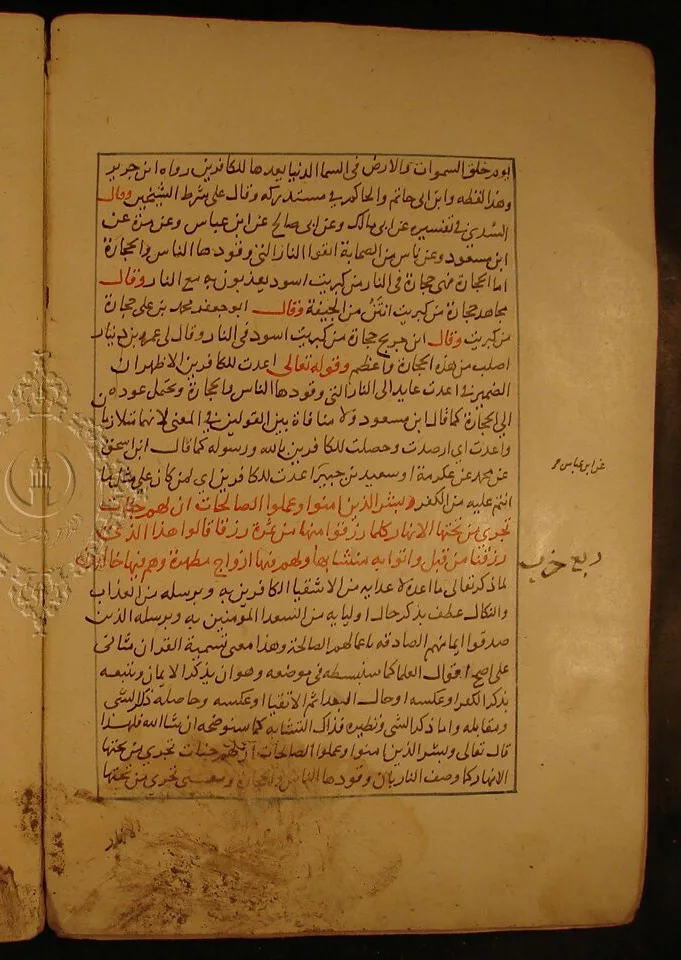 يوم خلق السموات والارض في السما الدنيا يعدها للكافرين رواه ابن جرير
وهذا لفظه وابن ابي حاتم والحاكم في مستدركه وقال على شرط الشيخين وقال
السدي في تفسيره عن ابي مالك وعن ابي صالح عن ابن عباس وعن مرة عن
ابن مسعود وعن ناس من الصحابة اتقوا النار التي وقودها الناس والحجارة
اما الحجارة فهي حجارة في النار من كبريت اسود يعذبون به مع النار وقال
مجاهد حجارة من كبريت انتن من الجيفة وقال ابو جعفر محمد بن علي حجارة
من كبريت وقال ابن جريج حجارة من كبريت اسود في النار وقال لي عمرو بن دينار
اصلب من هذه الحجارة واعظم وقوله تعالى اعدت للكافرين الاظهر ان
الضمير في اعدت عايد الى النار التي وقودها الناس والحجارة ويحتمل عوده
الى الحجارة كما قال ابن مسعود ولا منافاة بين القولين في المعنى لانهما متلازمان
واعدت اي ارصدت وحصلت للكافرين بالله ورسوله كما قال ابن اسحق
عن محمد عن عكرمة او سعيد بن جبير اعدت للكافرين اي لمن كان على مثل ما
عن ابن عباس
انتم عليه من الكفر وبشر الذين امنوا وعملوا الصالحات ان لهم جنات
تجري من تحتها الانهار كلما رزقوا منها من ثمرة رزقا قالوا هذا الذي
رزقنا من قبل واتوا به متشابها ولهم فيها ازواج مطهرة وهم فيها خالدون
ربع حزب
لما ذكر تعالى ما اعده لاعدايه من الاشقيا الكافرين به وبرسله من العذاب
والنكال عطف بذكر حال اوليايه من السعدا المومنين به وبرسله الذين
صدقوا ايمانهم الصادقه باعمالهم الصالحة وهذا معنى تسمية القران مثاني
على اصح اقوال العلما كما سنبسطه في موضعه وهو ان يذكر الايمان ويتبعه
بذكر الكفر او عكسه او حال السعدا ثم الاشقيا او عكسه وحاصله ذكر الشي
ومقابله واما ذكر الشي ونظيره فذاك التشابه كما سنوضحه ان شا الله فلهذا
قال تعالى وبشر الذين امنوا وعملوا الصالحات ان لهم جنات تجري من تحتها
الانهار كما وصف النار بان وقودها الناس والحجارة ومعنى تجري من تحتها
الانهار